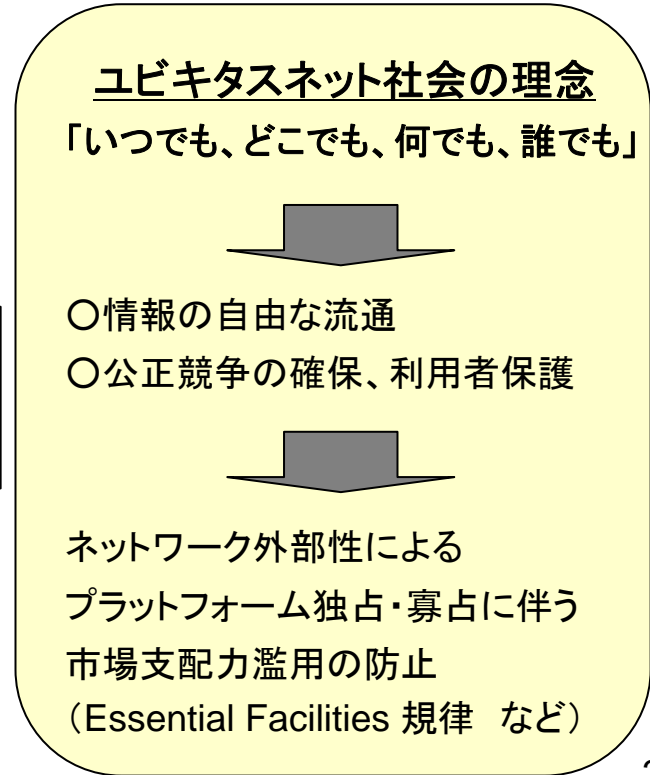 ユビキタスネット社会の理念
「いつでも、どこでも、何でも、誰でも」
○情報の自由な流通
○公正競争の確保、利用者保護
ネットワーク外部性による
プラットフォーム独占・寡占に伴う
市場支配力濫用の防止
（Essential Facilities 規律　など）